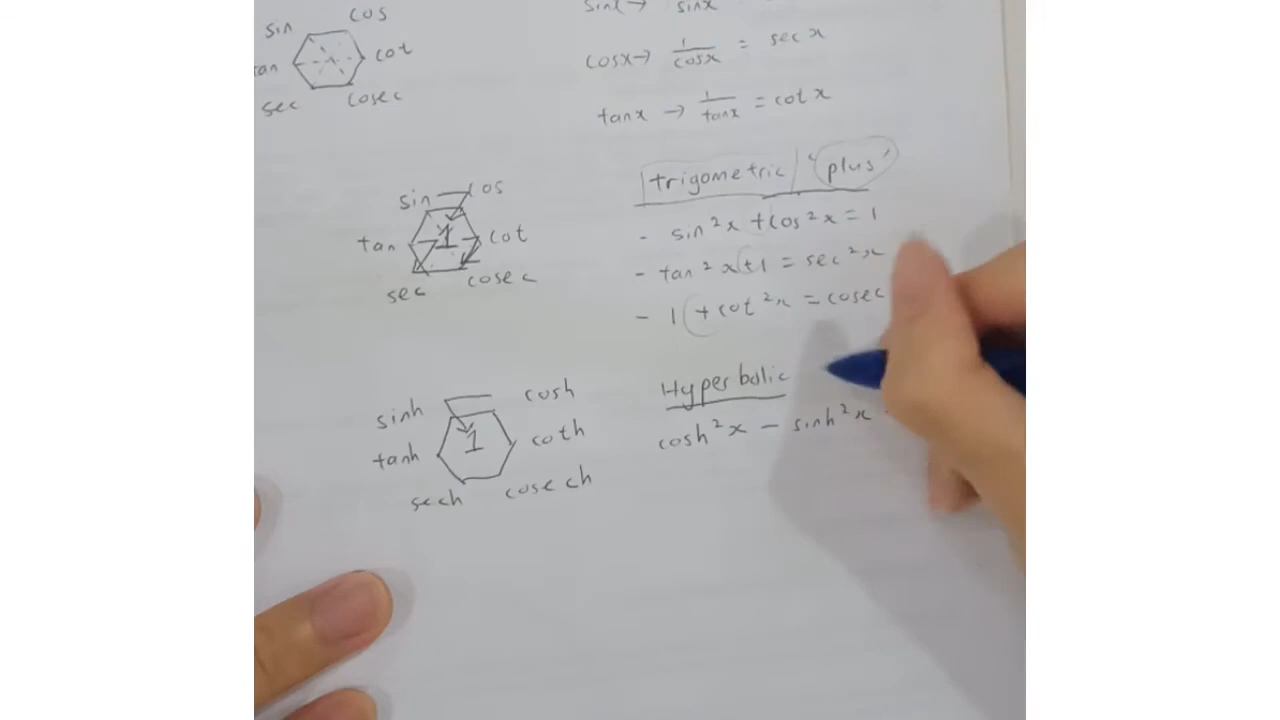 sin cos
tan cot
sec cosec
sinx → sinx
cosx → 1/cosx = sec x
tanx → 1/tanx = cot x
sin cos
tan 1 cot
sec cosec
trigometric 'plus'
- sin²x + cos²x = 1
- tan²x + 1 = sec²x
- 1 + cot²x = cosec
sinh cosh
tanh 1 coth
sech cosech
Hyperbolic
cosh²x - sinh²x